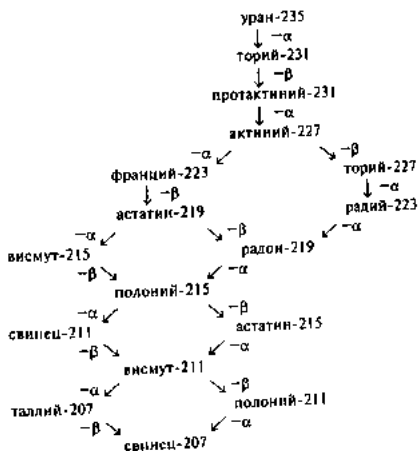 уран-235
−α
торий-231
−β
протактиний-231
−α
актиний-227
−α −β
франций-223 торий-227
−β −α
астатин-219 радий-223
−α −β −α
висмут-215 радон-219
−β −α
полоний-215
−α −β
свинец-211 астатин-215
−β −α
висмут-211
−α −β
таллий-207 полоний-211
−β −α
свинец-207